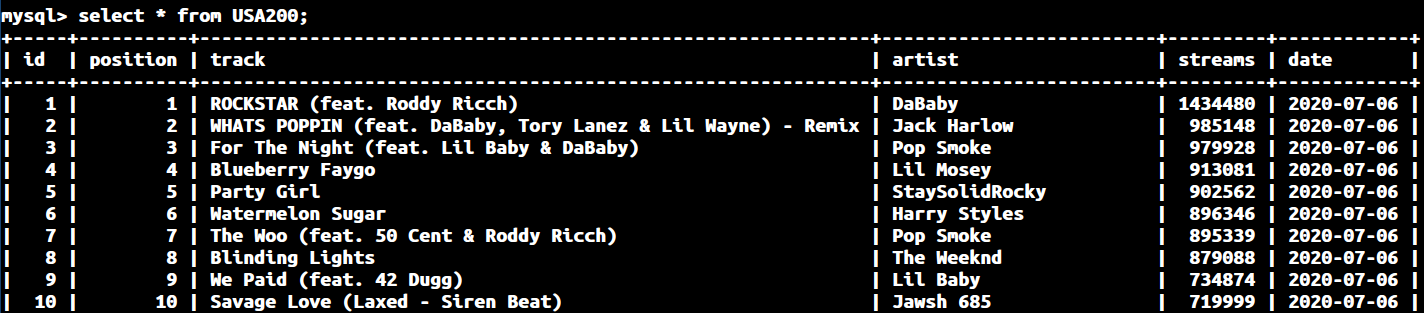 mysql> select * from USA200;
+-----+----------+-------------------------------------------------------------+-------------------------+---------+------------+
| id  | position | track                                                       | artist                  | streams | date       |
+-----+----------+-------------------------------------------------------------+-------------------------+---------+------------+
|   1 |        1 | ROCKSTAR (feat. Roddy Ricch)                                | DaBaby                  | 1434480 | 2020-07-06 |
|   2 |        2 | WHATS POPPIN (feat. DaBaby, Tory Lanez & Lil Wayne) - Remix | Jack Harlow             |  985148 | 2020-07-06 |
|   3 |        3 | For The Night (feat. Lil Baby & DaBaby)                     | Pop Smoke               |  979928 | 2020-07-06 |
|   4 |        4 | Blueberry Faygo                                             | Lil Mosey               |  913081 | 2020-07-06 |
|   5 |        5 | Party Girl                                                  | StaySolidRocky          |  902562 | 2020-07-06 |
|   6 |        6 | Watermelon Sugar                                            | Harry Styles            |  896346 | 2020-07-06 |
|   7 |        7 | The Woo (feat. 50 Cent & Roddy Ricch)                       | Pop Smoke               |  895339 | 2020-07-06 |
|   8 |        8 | Blinding Lights                                             | The Weeknd              |  879088 | 2020-07-06 |
|   9 |        9 | We Paid (feat. 42 Dugg)                                     | Lil Baby                |  734874 | 2020-07-06 |
|  10 |       10 | Savage Love (Laxed - Siren Beat)                            | Jawsh 685               |  719999 | 2020-07-06 |